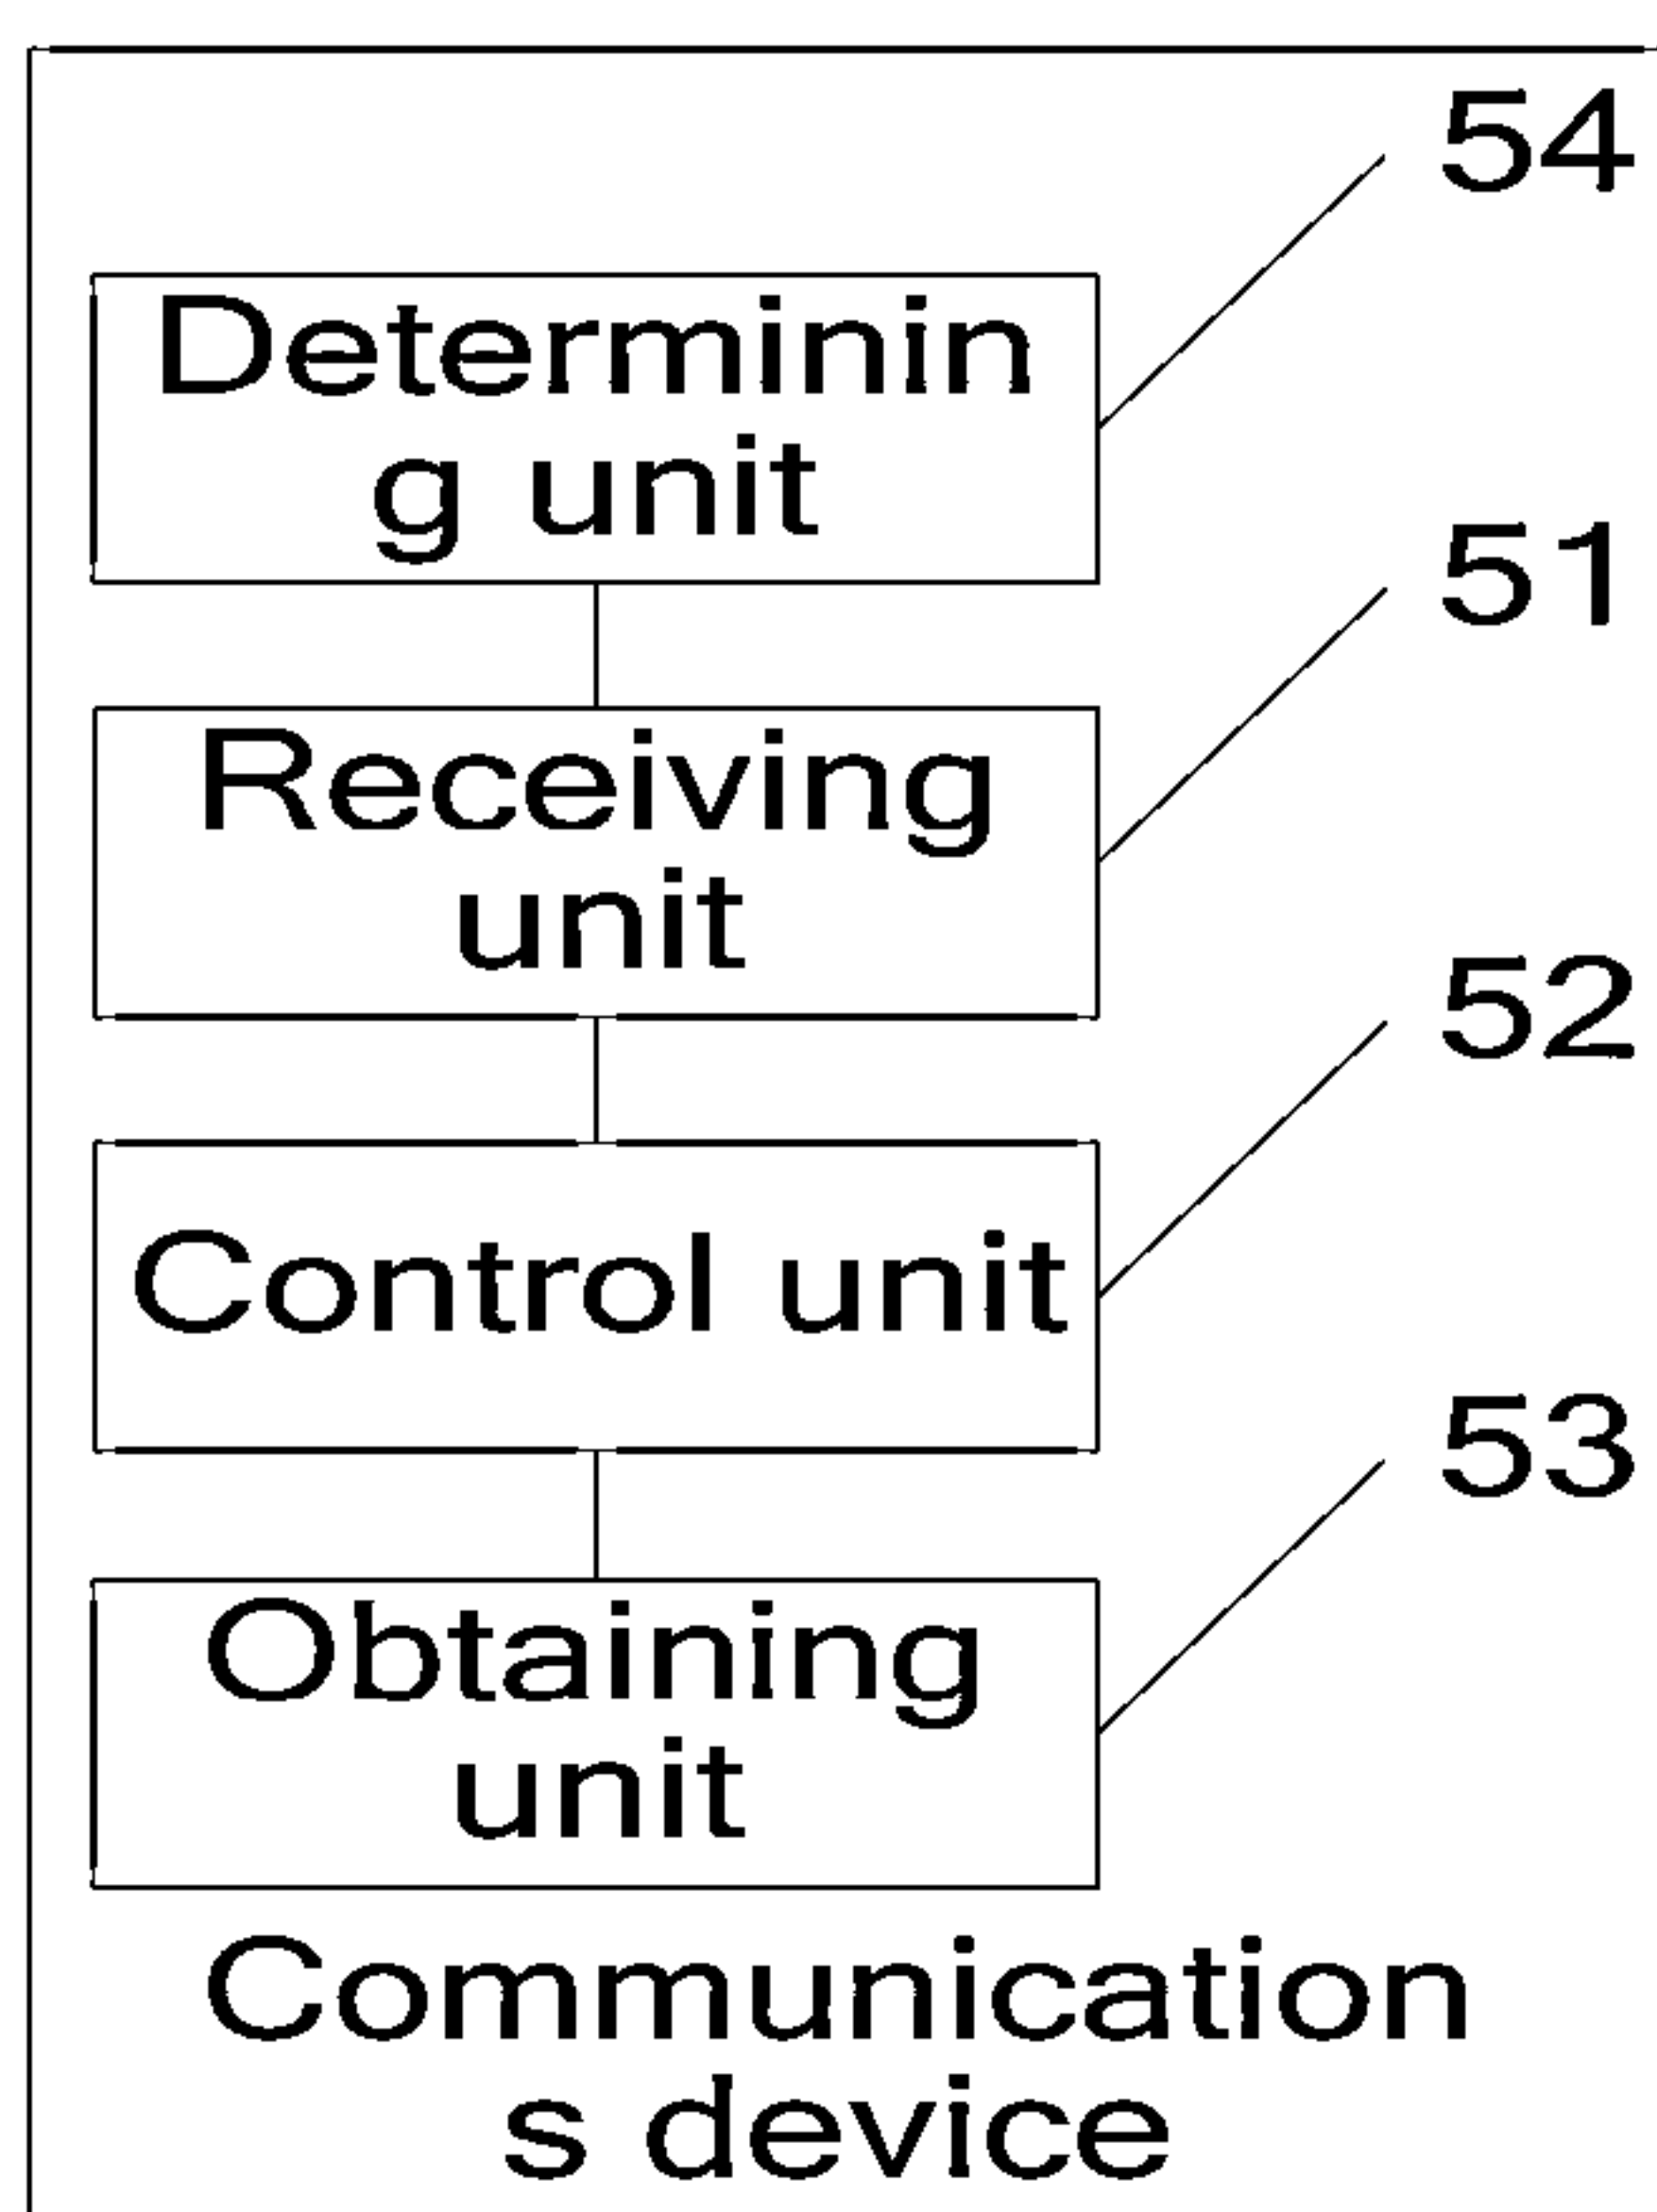 54
Determinin
g unit
51
Receiving
unit
52
Control unit
53
Obtaining
unit
Communication
s device